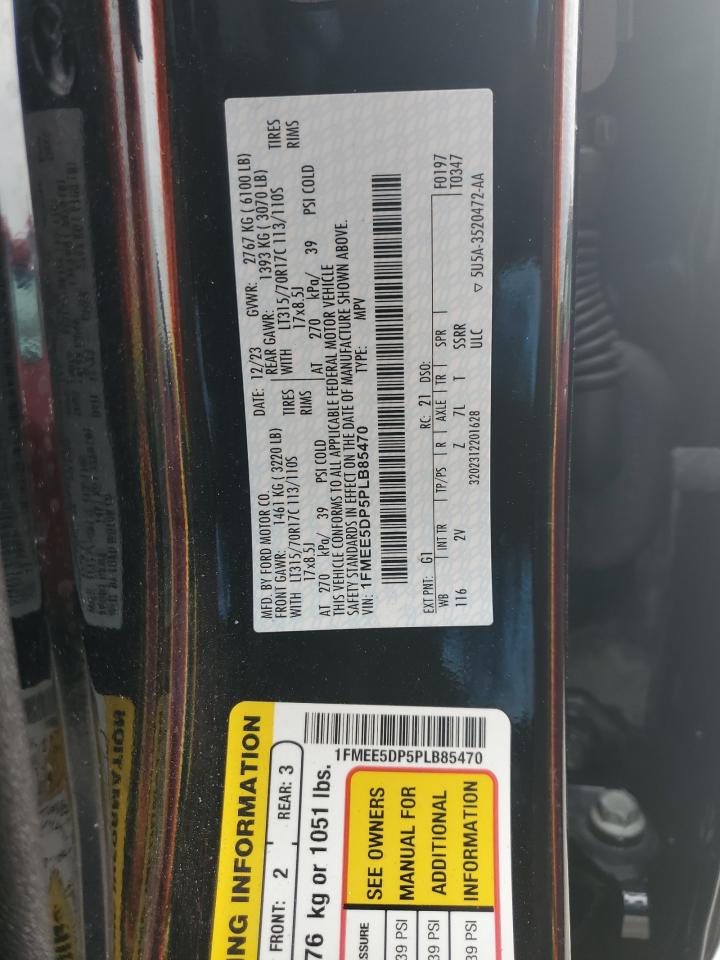 MFD. BY FORD MOTOR CO.
DATE: 12/23 GVWR: 2767 KG ( 6100 LB)
FRONT GAWR: 1461 KG ( 3220 LB) REAR GAWR: 1393 KG ( 3070 LB)
WITH LT315/70R17C 113/110S TIRES WITH LT315/70R17C 113/110S TIRES
17x8.5J RIMS 17x8.5J RIMS
AT 270 kPa/ 39 PSI COLD AT 270 kPa/ 39 PSI COLD
THIS VEHICLE CONFORMS TO ALL APPLICABLE FEDERAL MOTOR VEHICLE
SAFETY STANDARDS IN EFFECT ON THE DATE OF MANUFACTURE SHOWN ABOVE.
VIN: 1FMEE5DP5PLB85470 TYPE: MPV
EXT PNT: G1 RC: 21 DSO: F0197
WB INT TR TP/PS R AXLE TR SPR T0347
116 2V Z 7L T SSRR
3202312201628 ULC
▽ 5U5A-3520472-AA
NG INFORMATION
FRONT: 2 REAR: 3
76 kg or 1051 lbs.
1FMEE5DP5PLB85470
SSURE
39 PSI
39 PSI
39 PSI
SEE OWNERS
MANUAL FOR
ADDITIONAL
INFORMATION